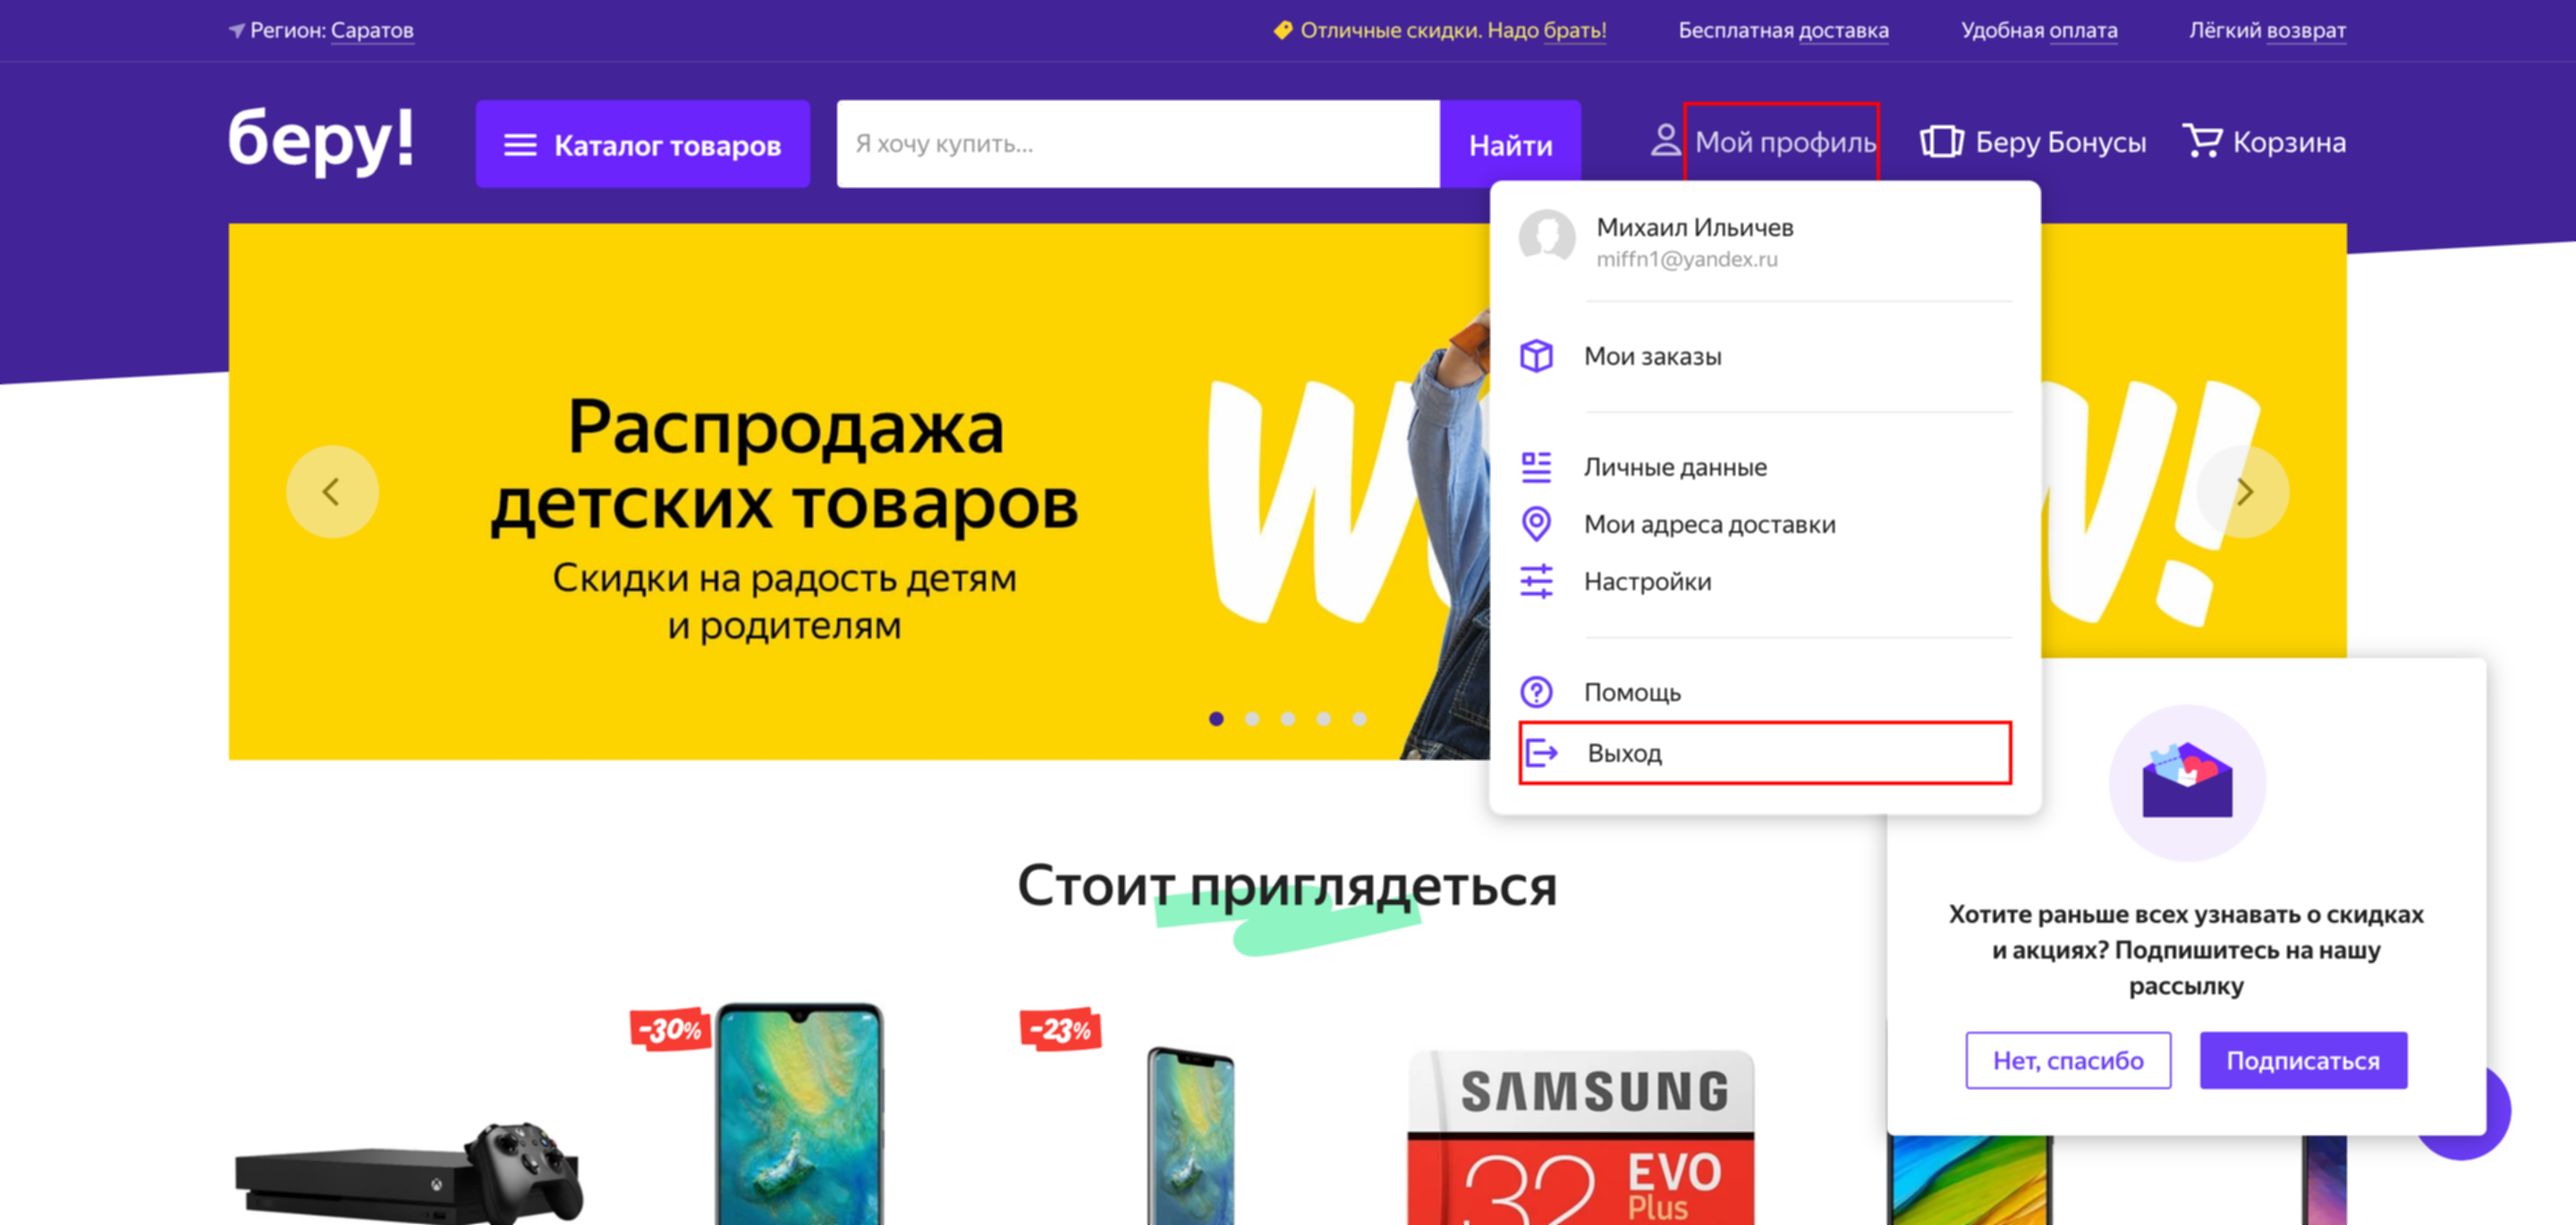 Регион: Саратов
Отличные скидки. Надо брать!
Бесплатная доставка
Удобная оплата
Лёгкий возврат
беру!
Каталог товаров
Я хочу купить...
Найти
Мой профиль
Беру Бонусы
Корзина
Михаил Ильичев
miffn1@yandex.ru
Мои заказы
Личные данные
Мои адреса доставки
Настройки
Помощь
Выход
Распродажа
детских товаров
Скидки на радость детям
и родителям
Стоит приглядеться
-30%
-23%
SAMSUNG
32 EVO
Plus
Хотите раньше всех узнавать о скидках
и акциях? Подпишитесь на нашу
рассылку
Нет, спасибо
Подписаться